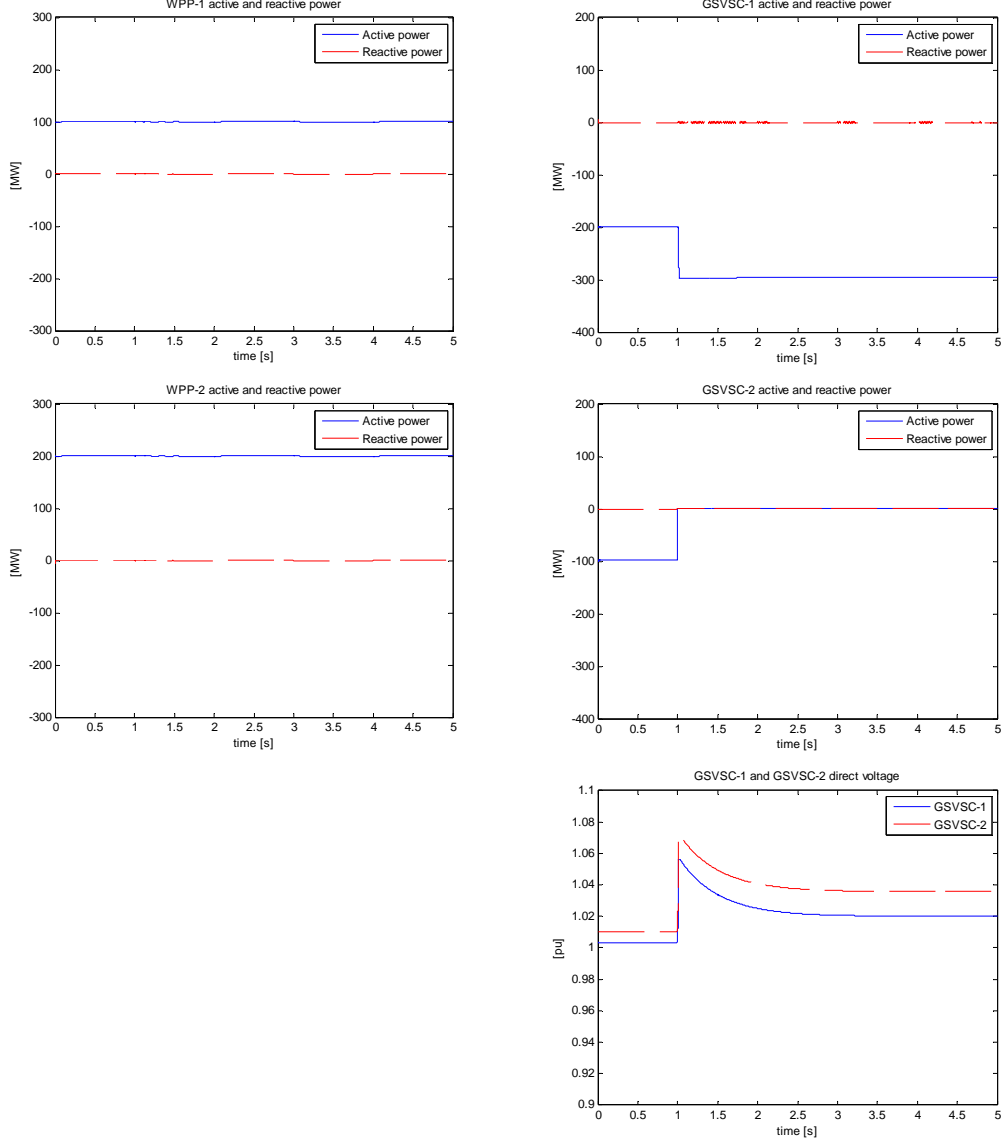 WPP-1 active and reactive power
300
200
100
0
-100
-200
-300
[MW]
Active power
Reactive power
0 0.5 1 1.5 2 2.5 3 3.5 4 4.5 5
time [s]
GSVSC-1 active and reactive power
200
100
0
-100
-200
-300
-400
[MW]
Active power
Reactive power
0 0.5 1 1.5 2 2.5 3 3.5 4 4.5 5
time [s]
WPP-2 active and reactive power
300
200
100
0
-100
-200
-300
[MW]
Active power
Reactive power
0 0.5 1 1.5 2 2.5 3 3.5 4 4.5 5
time [s]
GSVSC-2 active and reactive power
200
100
0
-100
-200
-300
-400
[MW]
Active power
Reactive power
0 0.5 1 1.5 2 2.5 3 3.5 4 4.5 5
time [s]
GSVSC-1 and GSVSC-2 direct voltage
1.1
1.08
1.06
1.04
1.02
1
0.98
0.96
0.94
0.92
0.9
[pu]
GSVSC-1
GSVSC-2
0 0.5 1 1.5 2 2.5 3 3.5 4 4.5 5
time [s]